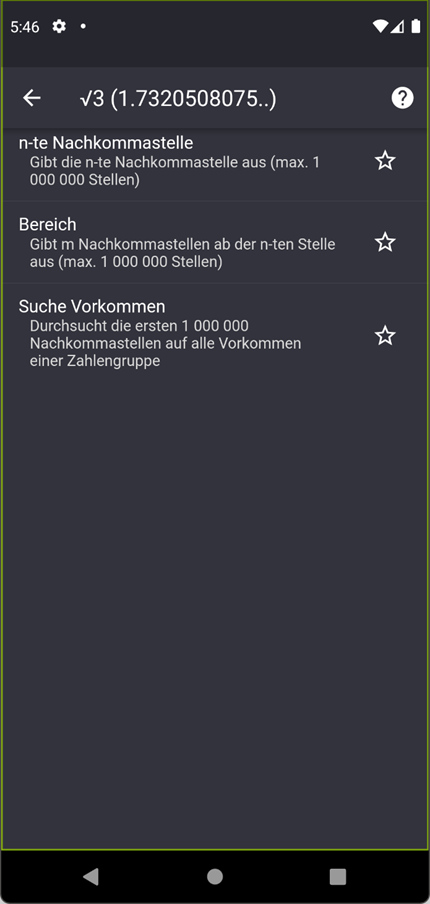 5:46
√3 (1.7320508075..)
n-te Nachkommastelle
Gibt die n-te Nachkommastelle aus (max. 1
000 000 Stellen)
Bereich
Gibt m Nachkommastellen ab der n-ten Stelle
aus (max. 1 000 000 Stellen)
Suche Vorkommen
Durchsucht die ersten 1 000 000
Nachkommastellen auf alle Vorkommen
einer Zahlengruppe